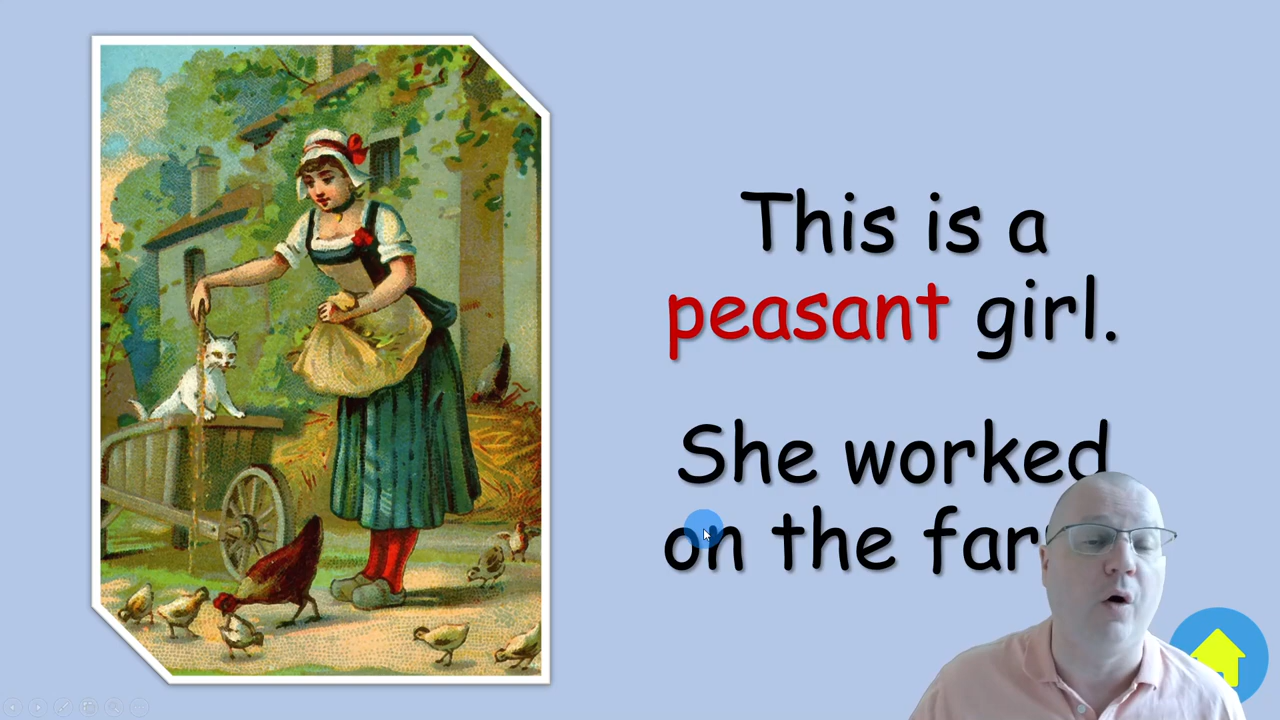 This is a
peasant girl.
She worked
on the